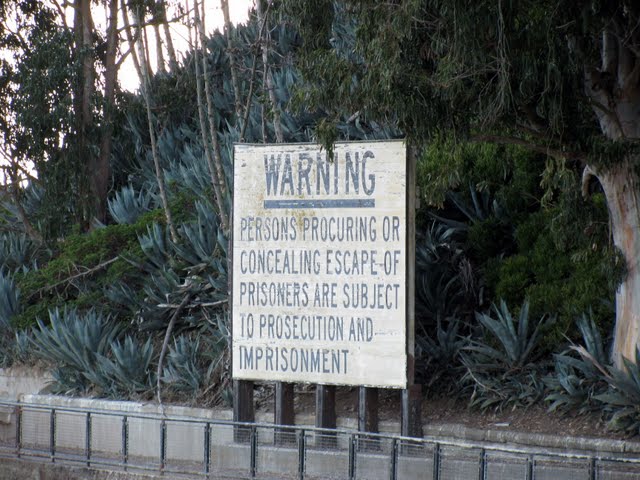 WARNING
PERSONS PROCURING OR
CONCEALING ESCAPE OF
PRISONERS ARE SUBJECT
TO PROSECUTION AND
IMPRISONMENT